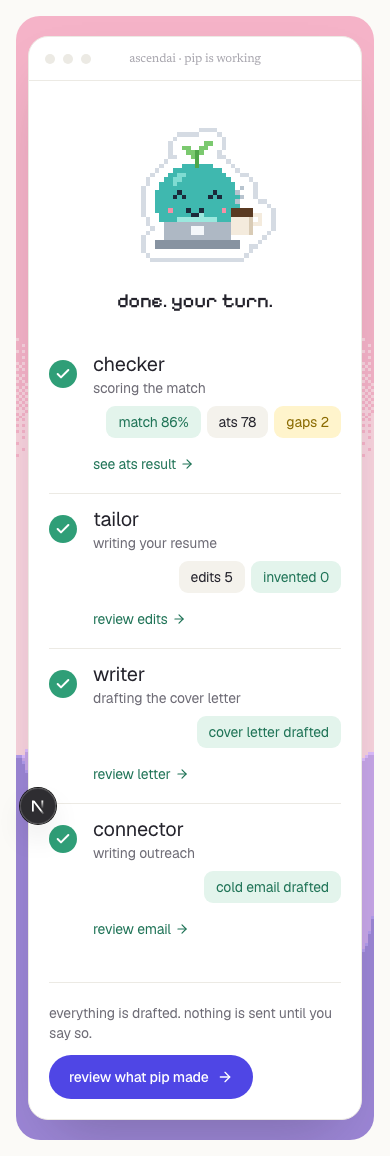 ascendai · pip is working
done. your turn.
checker
scoring the match
match 86% ats 78 gaps 2
see ats result →
tailor
writing your resume
edits 5 invented 0
review edits →
writer
drafting the cover letter
cover letter drafted
review letter →
N
connector
writing outreach
cold email drafted
review email →
everything is drafted. nothing is sent until you
say so.
review what pip made →